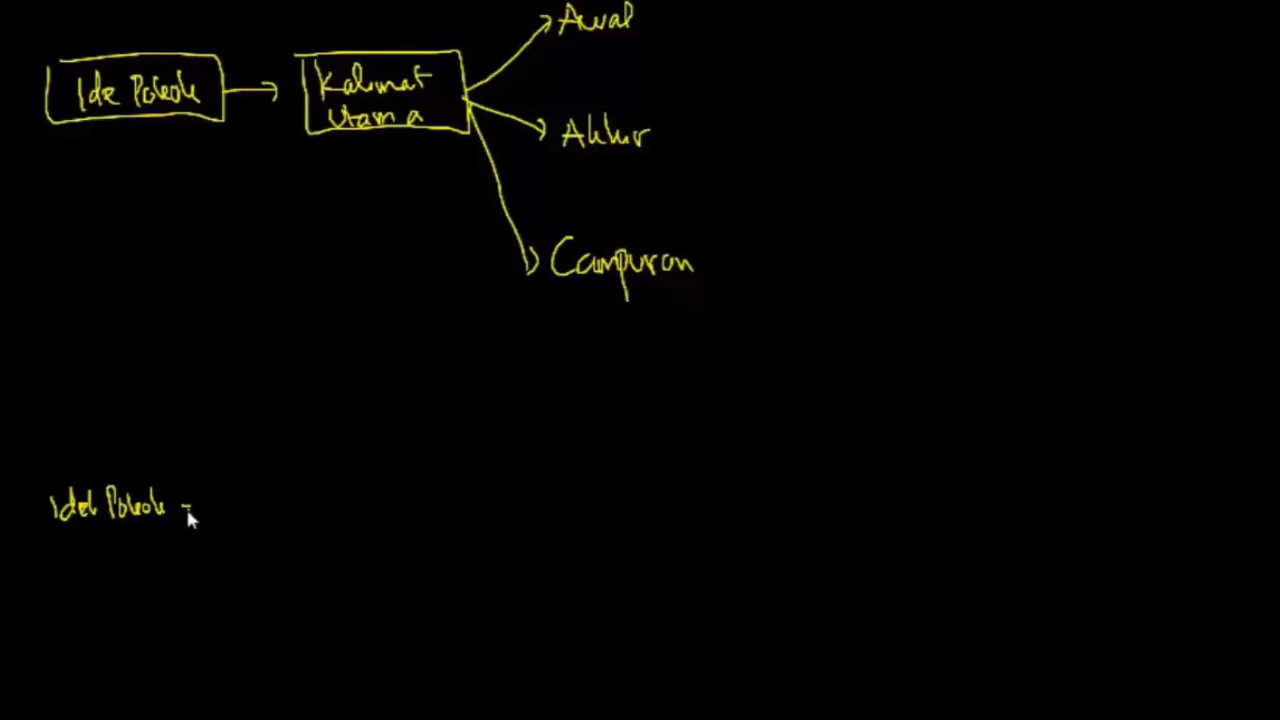 Awal
Ide Pokok
Kalimat
Utama
Akhir
Campuran
Ide Pokok -